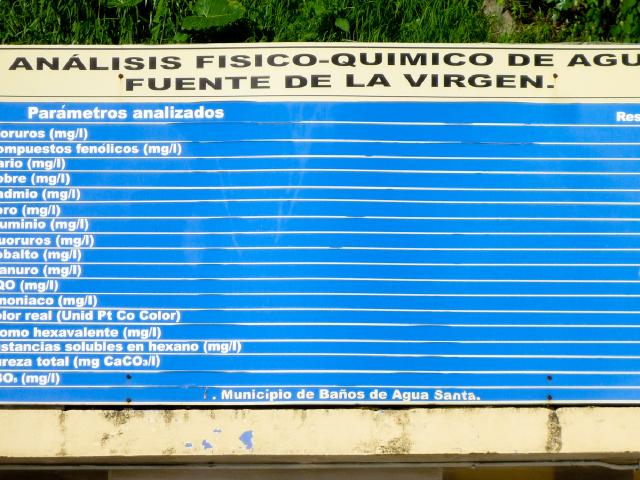 ANÁLISIS FISICO-QUIMICO DE AGU
FUENTE DE LA VIRGEN.
Parámetros analizados Res
oruros (mg/l)
ompuestos fenólicos (mg/l)
ario (mg/l)
obre (mg/l)
admio (mg/l)
oro (mg/l)
uminio (mg/l)
uoruros (mg/l)
obalto (mg/l)
anuro (mg/l)
QO (mg/l)
moniaco (mg/l)
olor real (Unid Pt Co Color)
omo hexavalente (mg/l)
stancias solubles en hexano (mg/l)
ureza total (mg CaCO₃/l)
(mg/l)
. Municipio de Baños de Agua Santa.